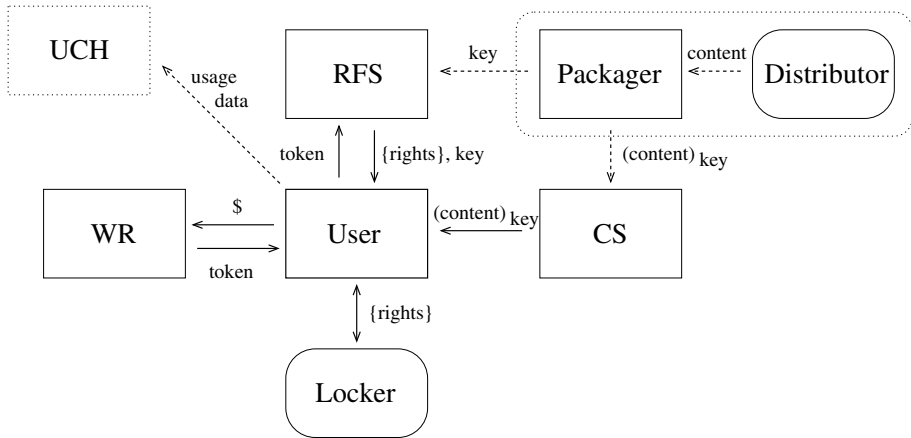 UCH
RFS
Packager
Distributor
key
content
usage
data
token
{rights}, key
(content) key
WR
$
token
User
(content) key
CS
{rights}
Locker